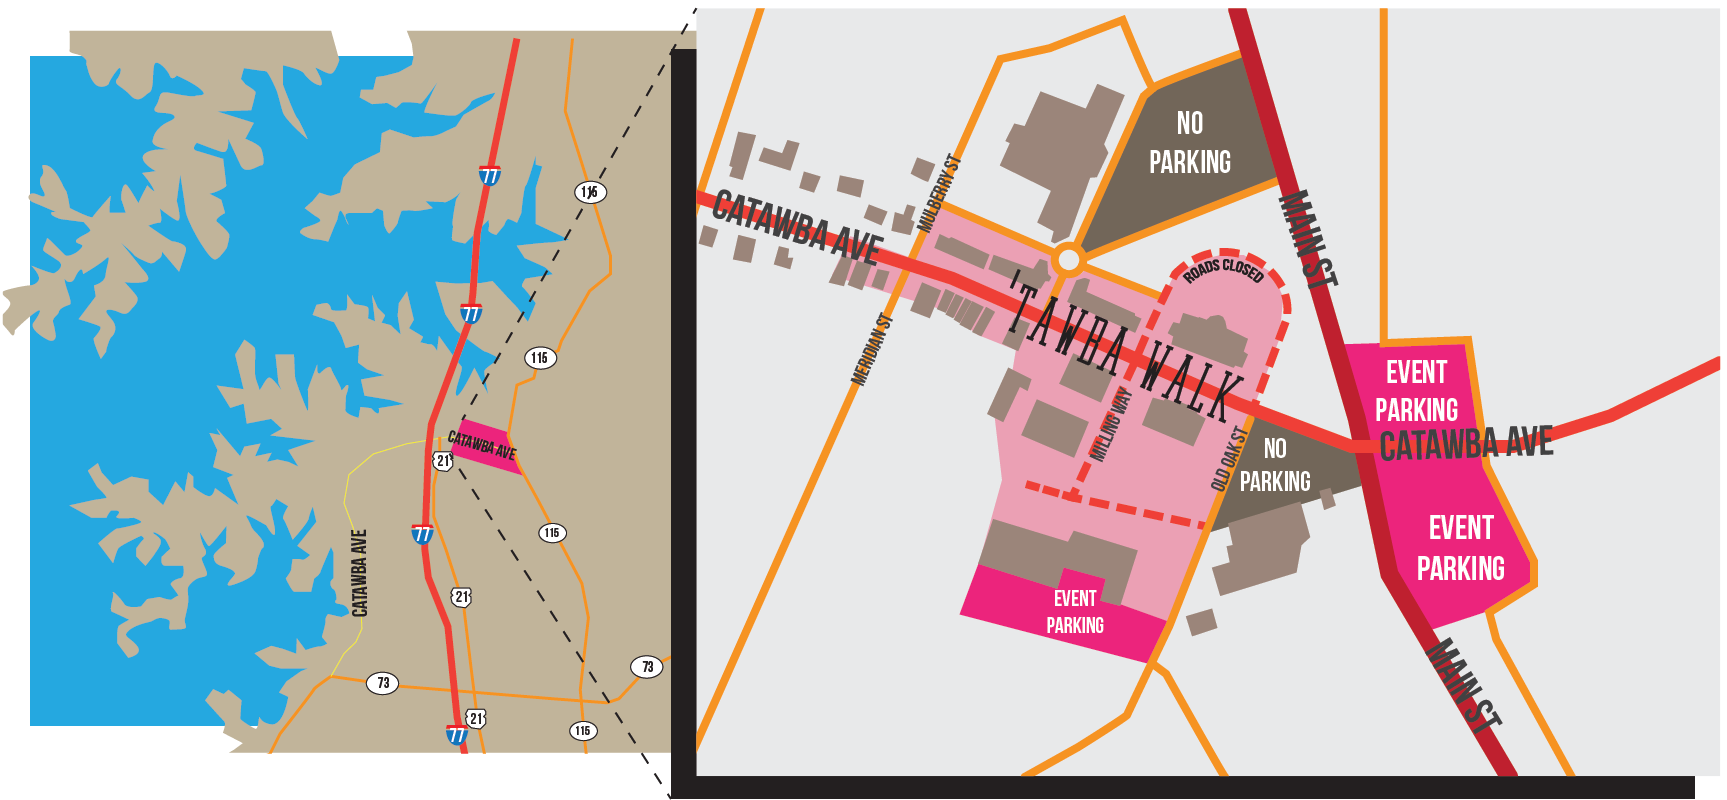 77
115
77
115
CATAWBA AVE
21
77
115
CATAWBA AVE
21
73
73
21
77
115
CATAWBA AVE
MULBERRY ST
MERIDIAN ST
NO
PARKING
MAIN ST
ROADS CLOSED
'TAWBA WALK
MILLING WAY
OLD OAK ST
NO
PARKING
EVENT
PARKING
CATAWBA AVE
EVENT
PARKING
EVENT
PARKING
MAIN ST